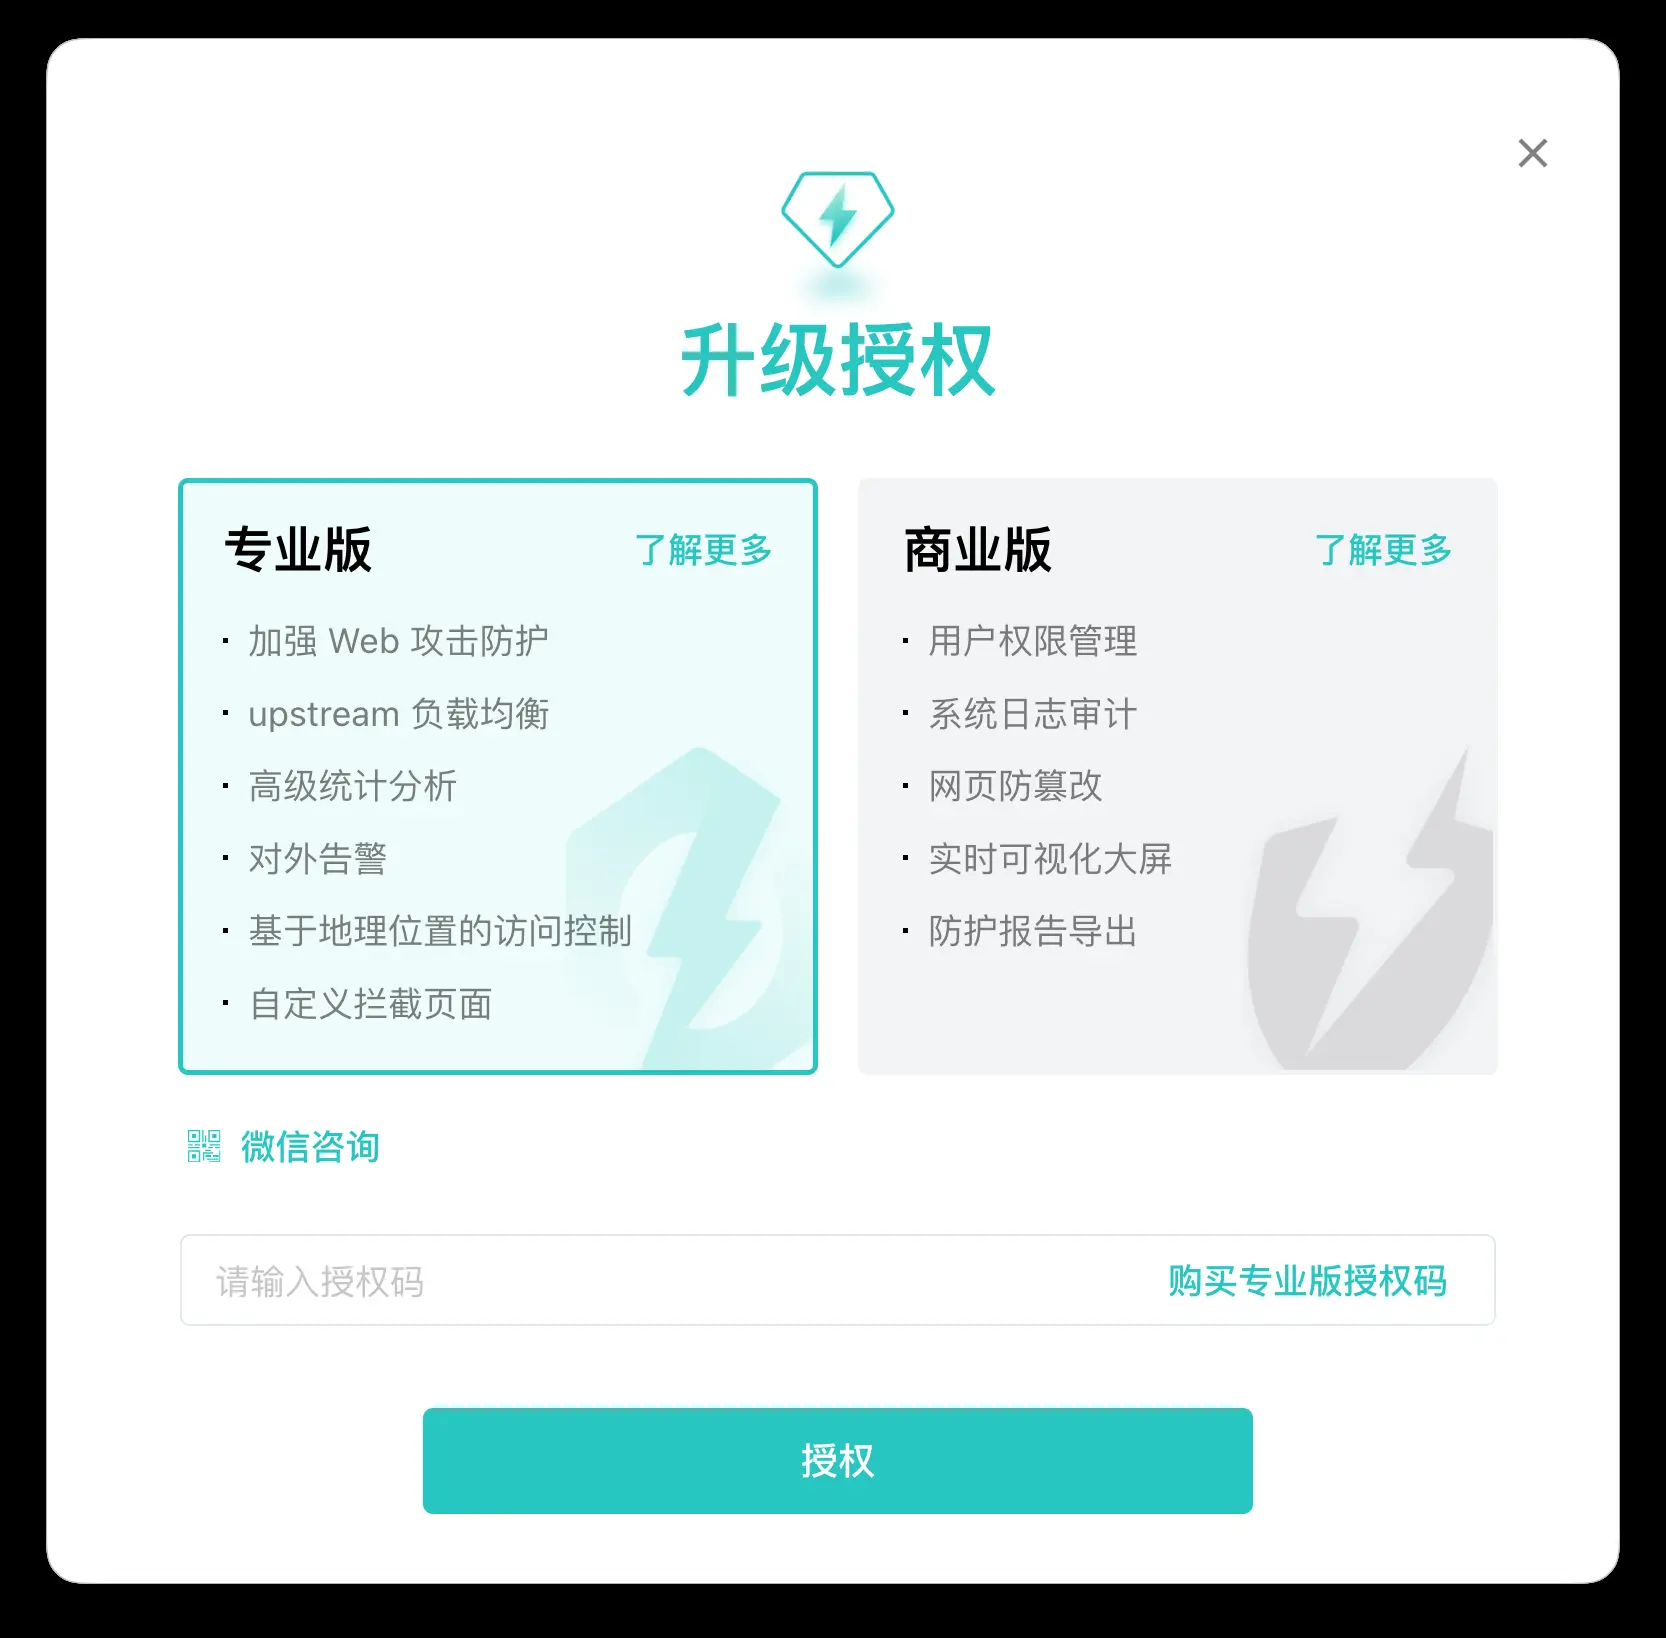 升级授权
专业版
了解更多
· 加强 Web 攻击防护
· upstream 负载均衡
· 高级统计分析
· 对外告警
· 基于地理位置的访问控制
· 自定义拦截页面
商业版
了解更多
· 用户权限管理
· 系统日志审计
· 网页防篡改
· 实时可视化大屏
· 防护报告导出
微信咨询
请输入授权码
购买专业版授权码
授权